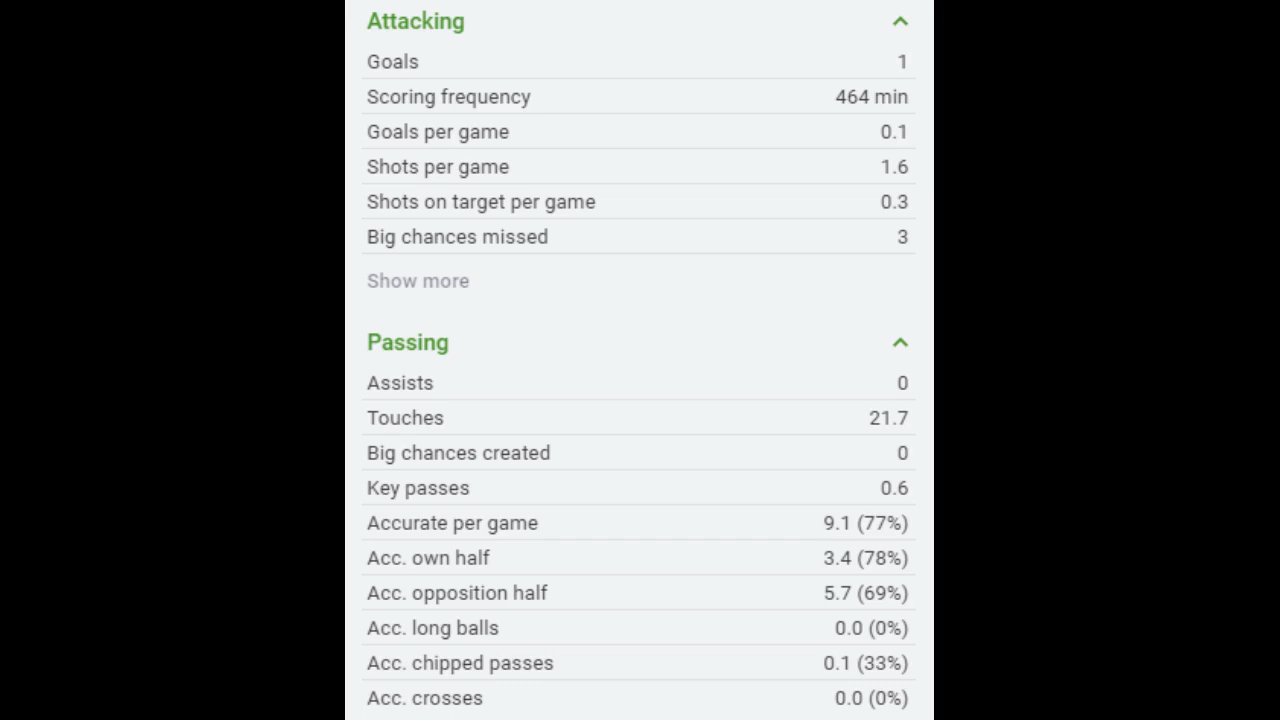 Attacking
Goals 1
Scoring frequency 464 min
Goals per game 0.1
Shots per game 1.6
Shots on target per game 0.3
Big chances missed 3
Show more
Passing
Assists 0
Touches 21.7
Big chances created 0
Key passes 0.6
Accurate per game 9.1 (77%)
Acc. own half 3.4 (78%)
Acc. opposition half 5.7 (69%)
Acc. long balls 0.0 (0%)
Acc. chipped passes 0.1 (33%)
Acc. crosses 0.0 (0%)